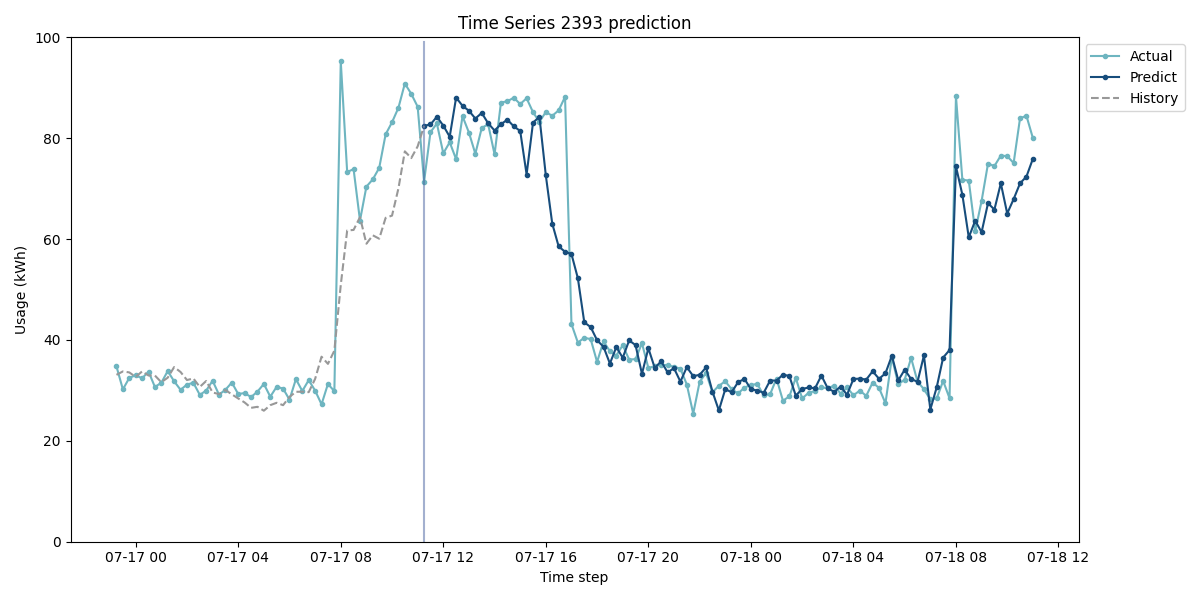 Time Series 2393 prediction
Usage (kWh)
100
80
60
40
20
0
07-17 00
07-17 04
07-17 08
07-17 12
07-17 16
07-17 20
07-18 00
07-18 04
07-18 08
07-18 12
Time step
Actual
Predict
History